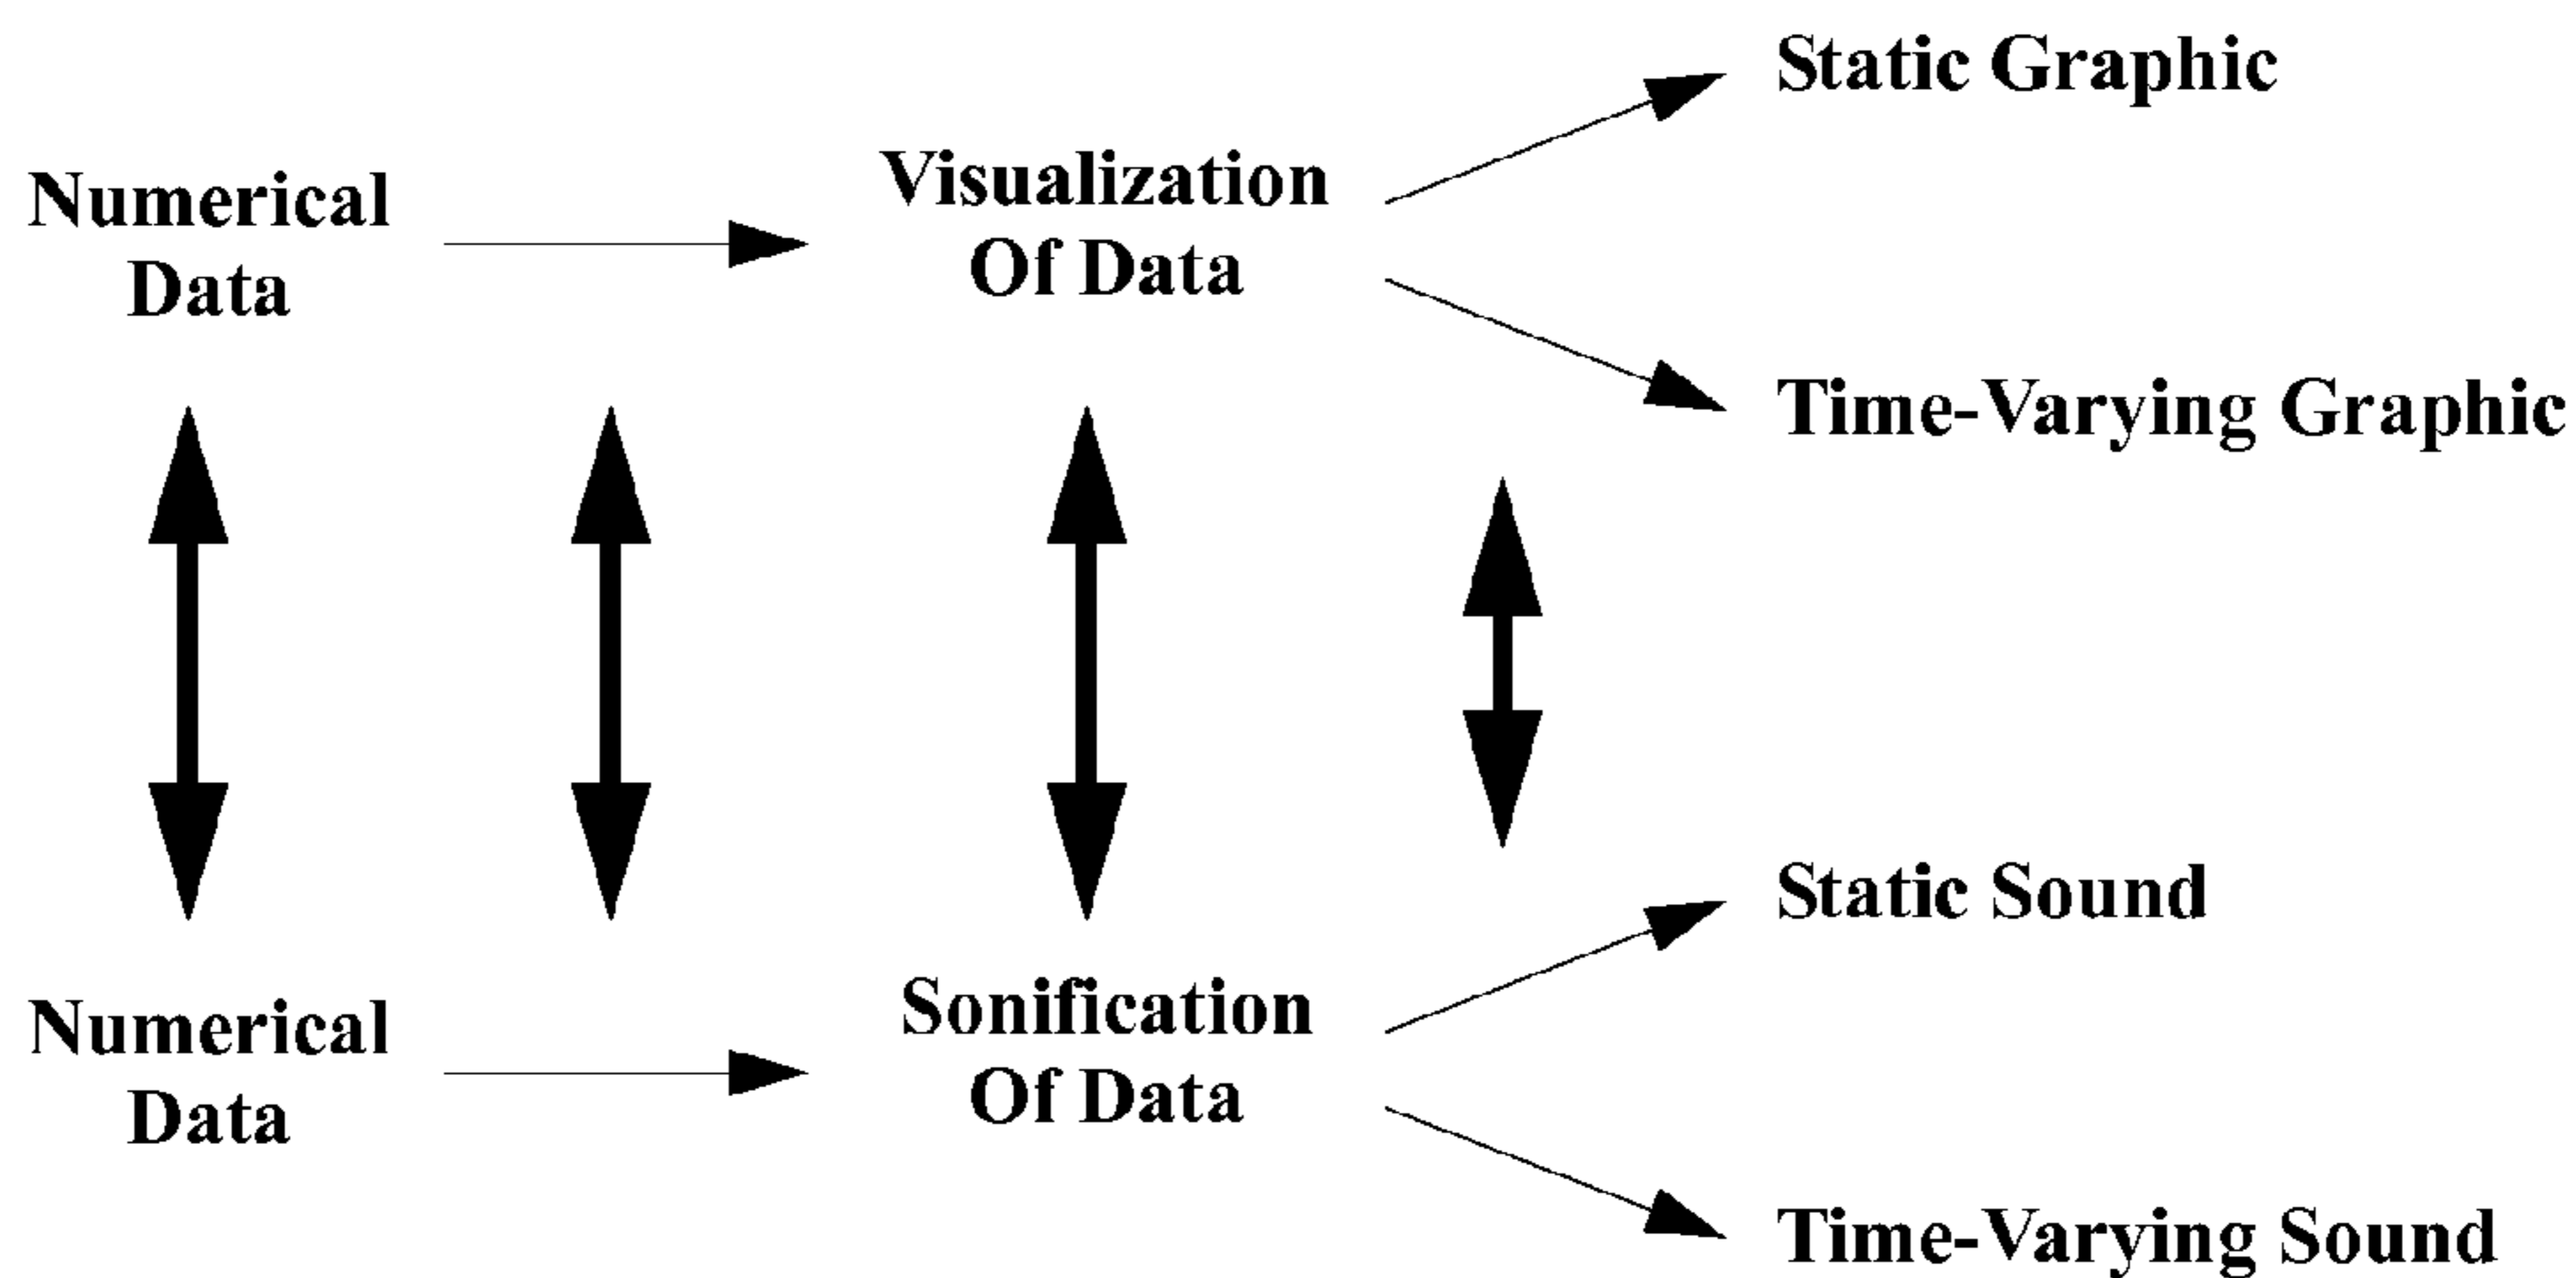 Static Graphic
Numerical
Data
Visualization
Of Data
Time-Varying Graphic
Static Sound
Numerical
Data
Sonification
Of Data
Time-Varying Sound